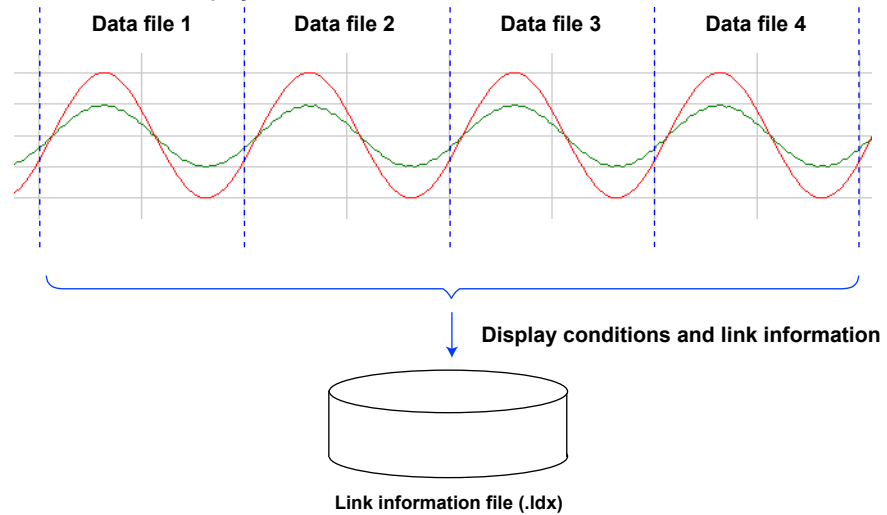 Data file 1 Data file 2 Data file 3 Data file 4
Display conditions and link information
Link information file (.ldx)